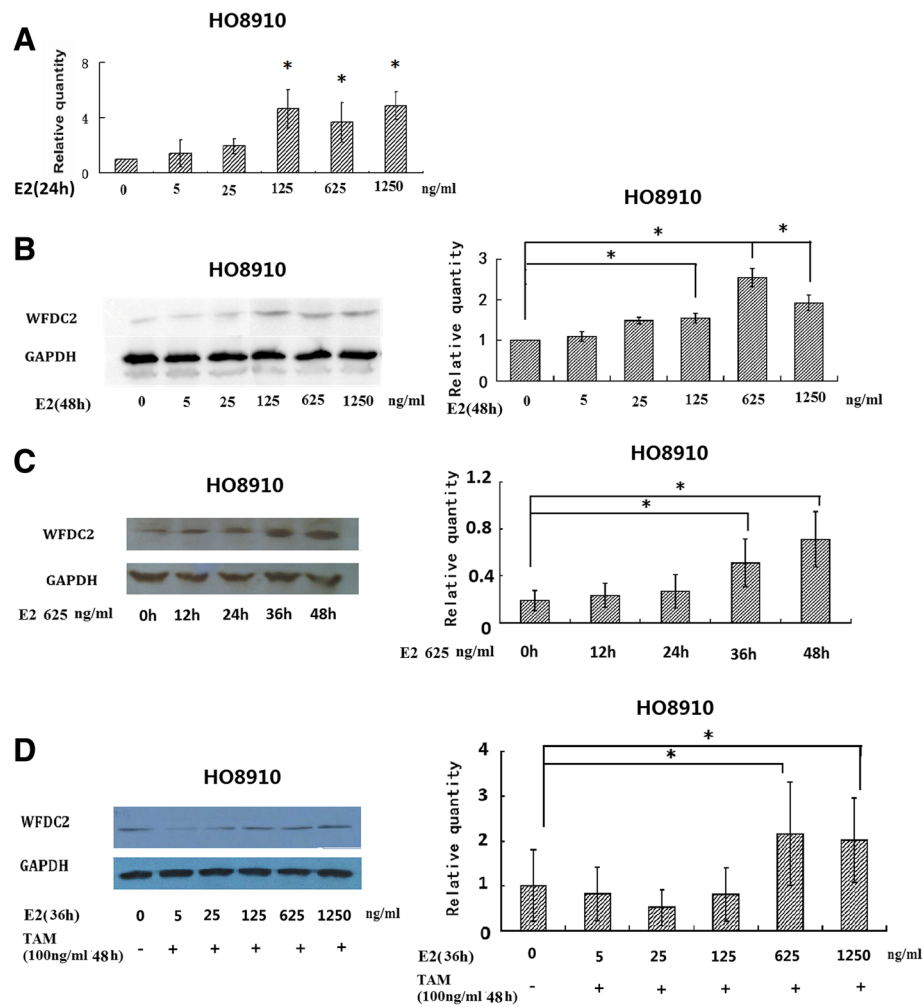 A
HO8910
Relative quantity
8
4
0
* * *
E2(24h) 0 5 25 125 625 1250 ng/ml
B
HO8910
WFDC2
GAPDH
E2(48h) 0 5 25 125 625 1250 ng/ml
HO8910
Relative quantity
3
2
1
0
* * *
E2(48h) 0 5 25 125 625 1250 ng/ml
C
HO8910
WFDC2
GAPDH
E2 625 ng/ml 0h 12h 24h 36h 48h
HO8910
Relative quantity
1.2
0.8
0.4
0
* *
E2 625 ng/ml 0h 12h 24h 36h 48h
D
HO8910
WFDC2
GAPDH
E2(36h) 0 5 25 125 625 1250 ng/ml
TAM
(100ng/ml 48h) - + + + + +
HO8910
Relative quantity
4
3
2
1
0
* *
E2(36h) 0 5 25 125 625 1250 ng/ml
TAM
(100ng/ml 48h) - + + + + +